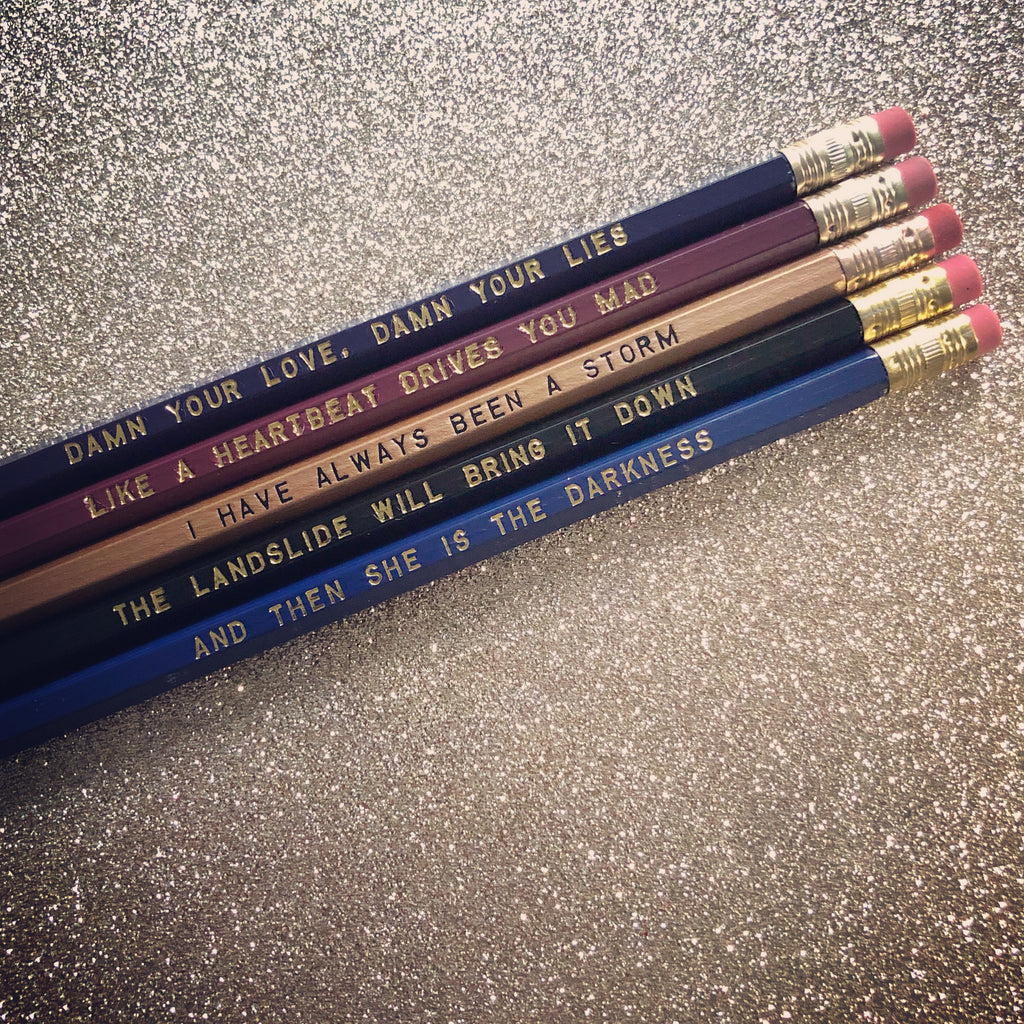 DAMN YOUR LOVE, DAMN YOUR LIES
LIKE A HEARTBEAT DRIVES YOU MAD
I HAVE ALWAYS BEEN A STORM
THE LANDSLIDE WILL BRING IT DOWN
AND THEN SHE IS THE DARKNESS